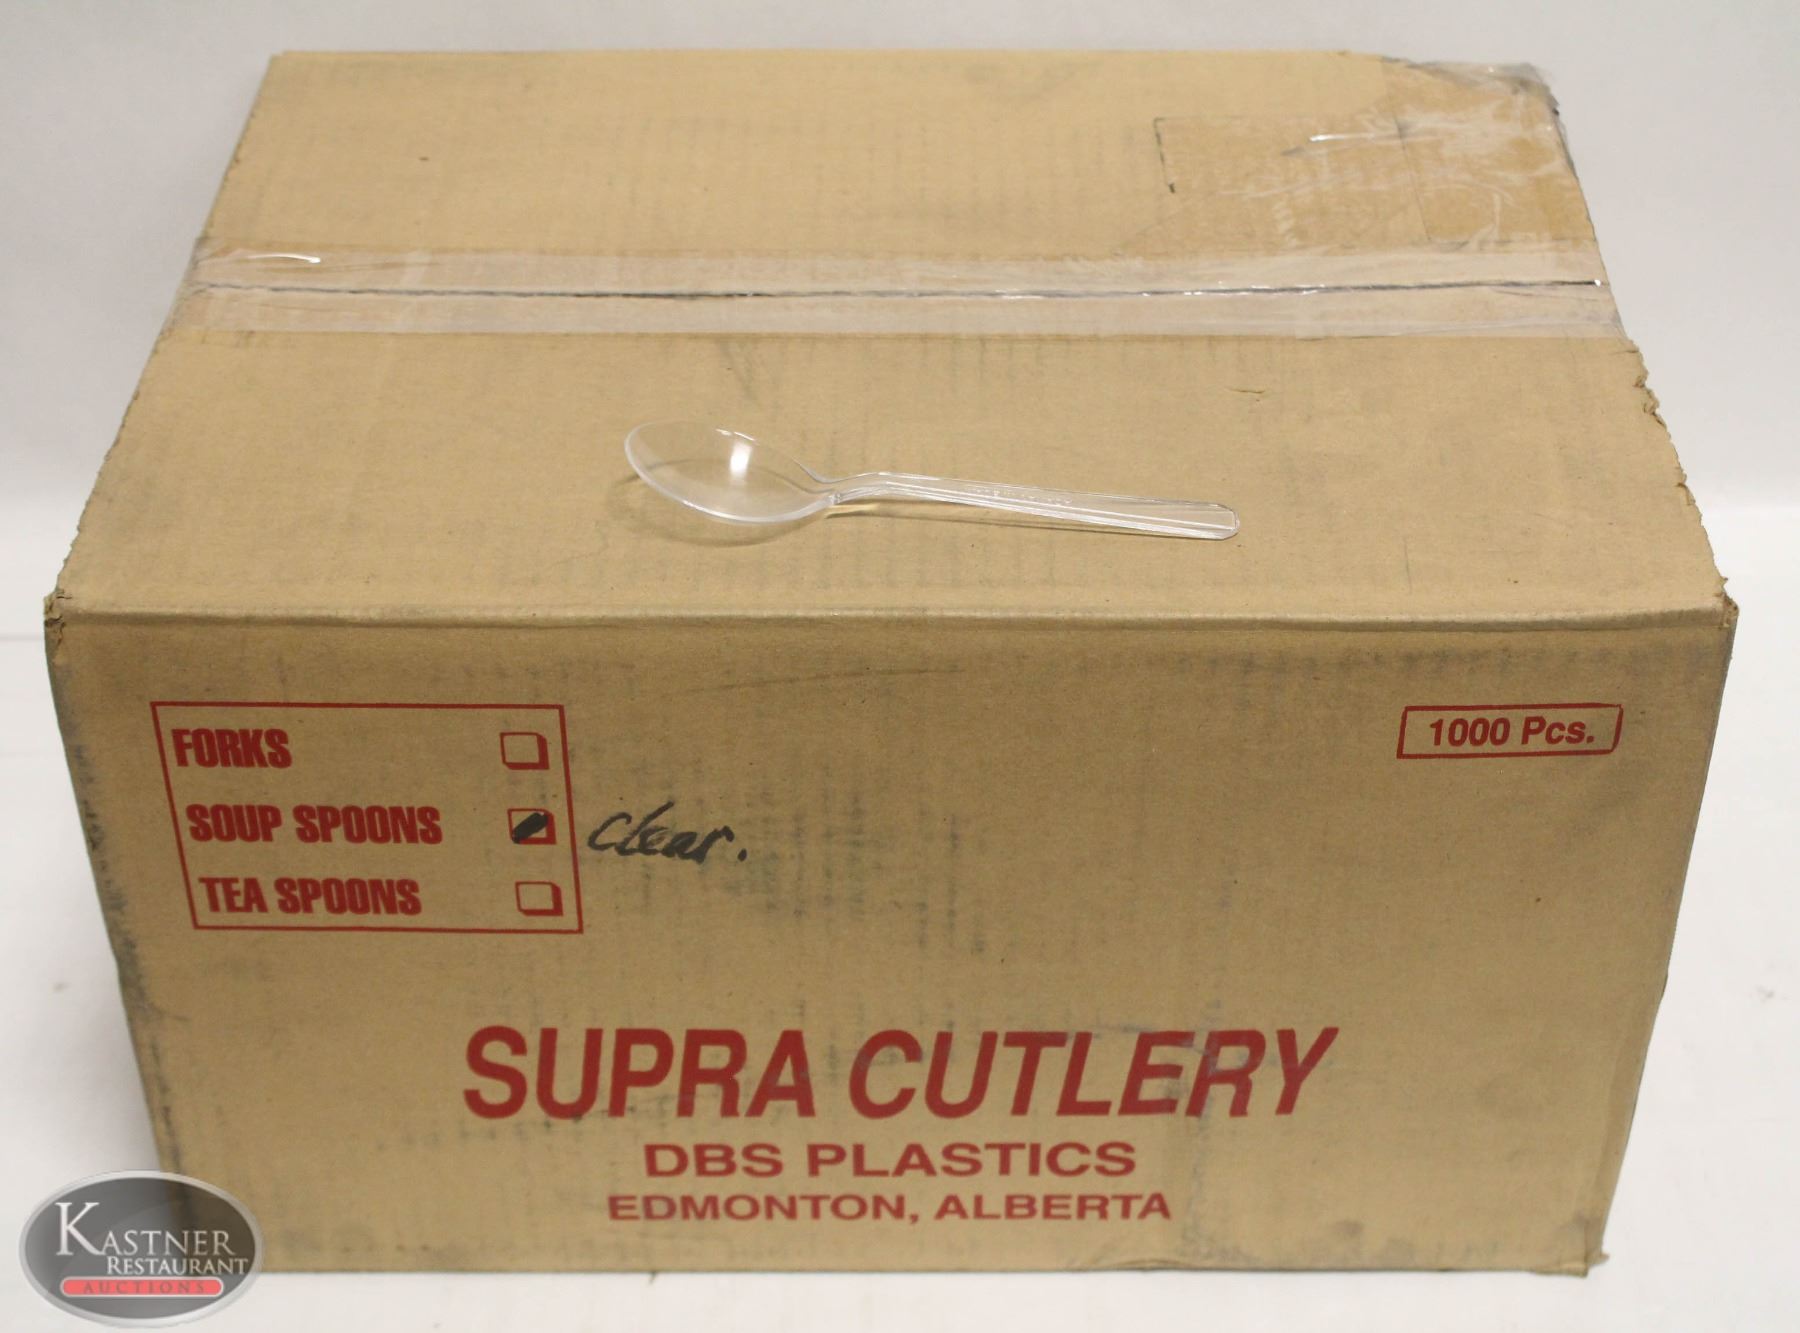 FORKS
SOUP SPOONS clear.
TEA SPOONS
1000 Pcs.
SUPRA CUTLERY
DBS PLASTICS
EDMONTON, ALBERTA
KASTNER
RESTAURANT
AUCTIONS